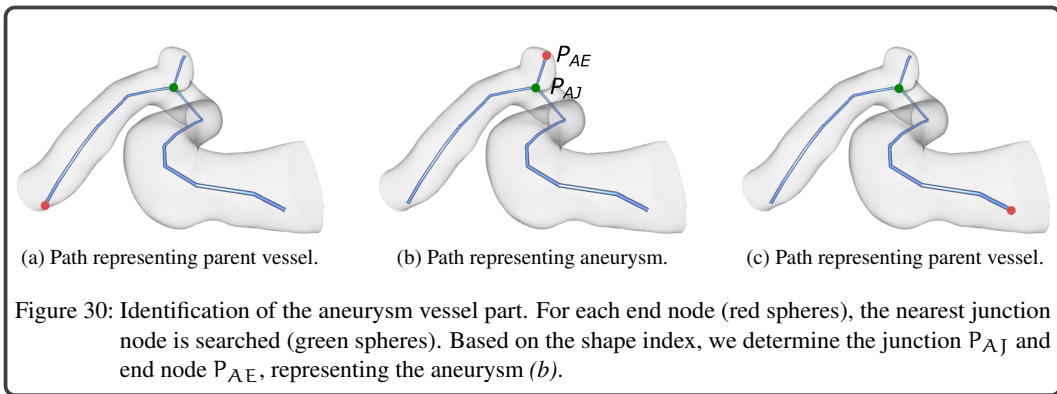 P_AE
P_AJ
(a) Path representing parent vessel.
(b) Path representing aneurysm.
(c) Path representing parent vessel.
Figure 30: Identification of the aneurysm vessel part. For each end node (red spheres), the nearest junction
node is searched (green spheres). Based on the shape index, we determine the junction P_AJ and
end node P_AE, representing the aneurysm (b).